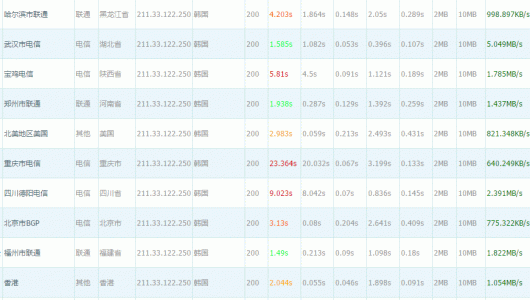 哈尔滨市联通 联通 黑龙江省 211.33.122.250 韩国 200 4.203s 1.864s 0.148s 2.05s 0.289s 2MB 10MB 998.897KB/s
武汉市电信 电信 湖北省 211.33.122.250 韩国 200 1.585s 1.082s 0.053s 0.396s 0.107s 2MB 10MB 5.049MB/s
宝鸡电信 电信 陕西省 211.33.122.250 韩国 200 5.81s 4.5s 0.091s 1.121s 0.189s 2MB 10MB 1.785MB/s
郑州市联通 联通 河南省 211.33.122.250 韩国 200 1.938s 0.287s 0.129s 1.392s 0.259s 2MB 10MB 1.437MB/s
北美地区美国 其他 美国 211.33.122.250 韩国 200 2.983s 0.059s 0.213s 2.493s 0.431s 2MB 10MB 821.348KB/s
重庆市电信 电信 重庆市 211.33.122.250 韩国 200 23.364s 20.032s 0.067s 3.199s 0.133s 2MB 10MB 640.249KB/s
四川德阳电信 电信 四川省 211.33.122.250 韩国 200 9.023s 8.042s 0.07s 0.836s 0.145s 2MB 10MB 2.391MB/s
北京市BGP 电信 北京市 211.33.122.250 韩国 200 3.13s 0.08s 0.204s 2.641s 0.409s 2MB 10MB 775.322KB/s
福州市联通 联通 福建省 211.33.122.250 韩国 200 1.49s 0.213s 0.09s 1.098s 0.18s 2MB 10MB 1.822MB/s
香港 其他 香港 211.33.122.250 韩国 200 2.044s 0.055s 0.046s 1.898s 0.091s 2MB 10MB 1.054MB/s